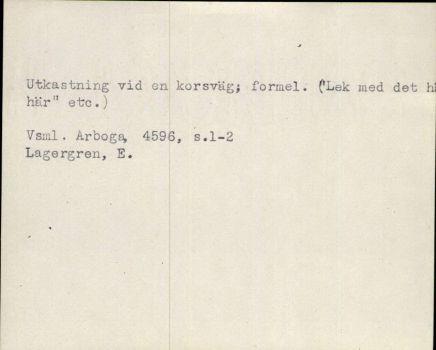 Utkastning vid en korsväg; formel. ("Lek med det
här" etc.)
Vsml. Arboga, 4596, s.1-2
Lagergren, E.